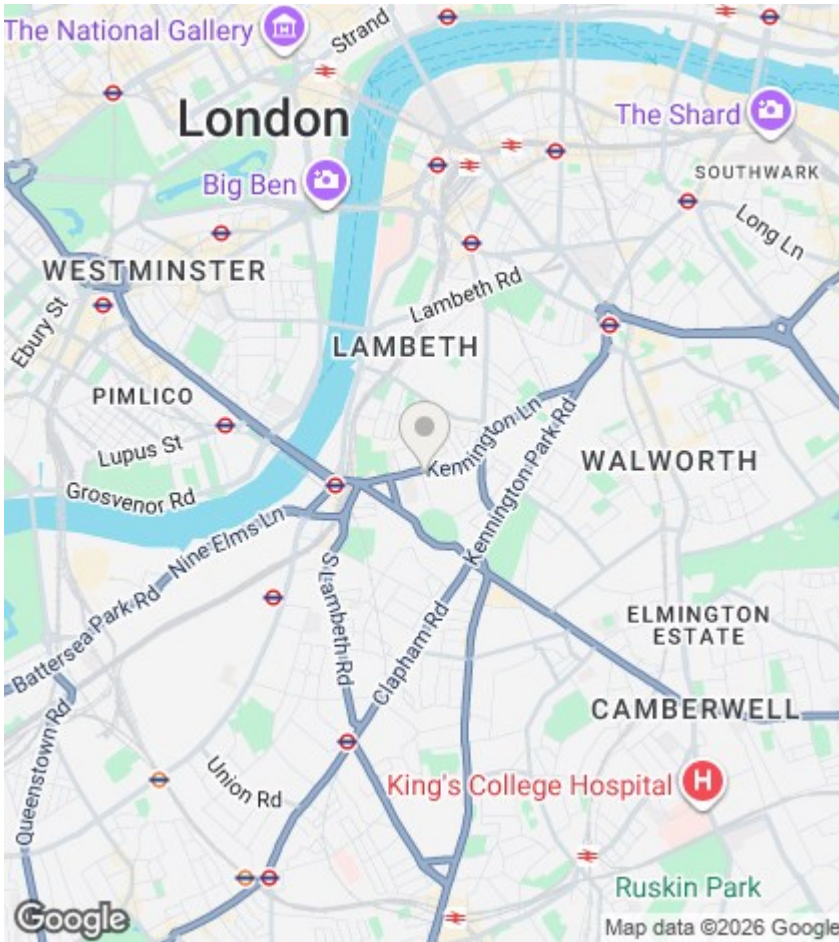 The National Gallery
Strand
London
The Shard
Big Ben
SOUTHWARK
Long Ln
WESTMINSTER
Lambeth Rd
Ebury St
LAMBETH
PIMLICO
Kennington Ln
Kennington Park Rd
Lupus St
WALWORTH
Grosvenor Rd
Nine Elms Ln
S Lambeth Rd
Battersea Park Rd
Clapham Rd
ELMINGTON
ESTATE
CAMBERWELL
Queenstown Rd
Union Rd
King's College Hospital
H
Ruskin Park
Google
Map data ©2026 Google